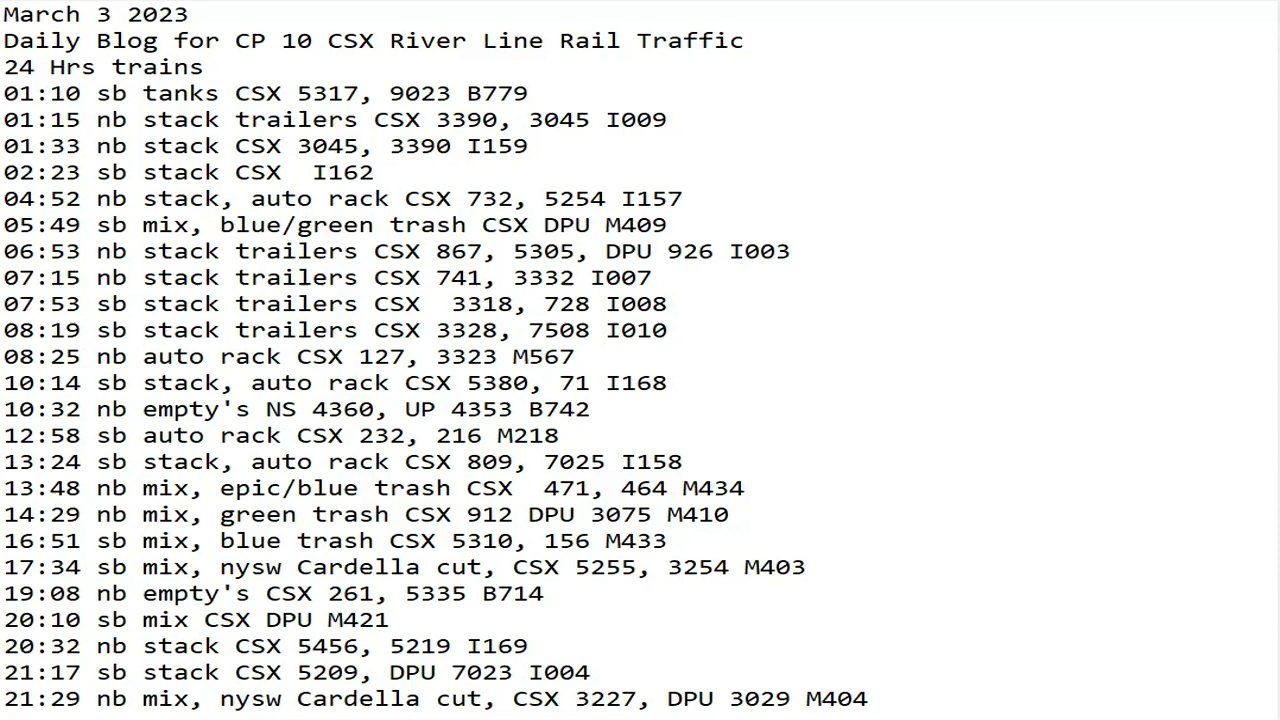 March 3 2023
Daily Blog for CP 10 CSX River Line Rail Traffic
24 Hrs trains
01:10 sb tanks CSX 5317, 9023 B779
01:15 nb stack trailers CSX 3390, 3045 I009
01:33 nb stack CSX 3045, 3390 I159
02:23 sb stack CSX  I162
04:52 nb stack, auto rack CSX 732, 5254 I157
05:49 sb mix, blue/green trash CSX DPU M409
06:53 nb stack trailers CSX 867, 5305, DPU 926 I003
07:15 nb stack trailers CSX 741, 3332 I007
07:53 sb stack trailers CSX  3318, 728 I008
08:19 sb stack trailers CSX 3328, 7508 I010
08:25 nb auto rack CSX 127, 3323 M567
10:14 sb stack, auto rack CSX 5380, 71 I168
10:32 nb empty's NS 4360, UP 4353 B742
12:58 sb auto rack CSX 232, 216 M218
13:24 sb stack, auto rack CSX 809, 7025 I158
13:48 nb mix, epic/blue trash CSX  471, 464 M434
14:29 nb mix, green trash CSX 912 DPU 3075 M410
16:51 sb mix, blue trash CSX 5310, 156 M433
17:34 sb mix, nysw Cardella cut, CSX 5255, 3254 M403
19:08 nb empty's CSX 261, 5335 B714
20:10 sb mix CSX DPU M421
20:32 nb stack CSX 5456, 5219 I169
21:17 sb stack CSX 5209, DPU 7023 I004
21:29 nb mix, nysw Cardella cut, CSX 3227, DPU 3029 M404